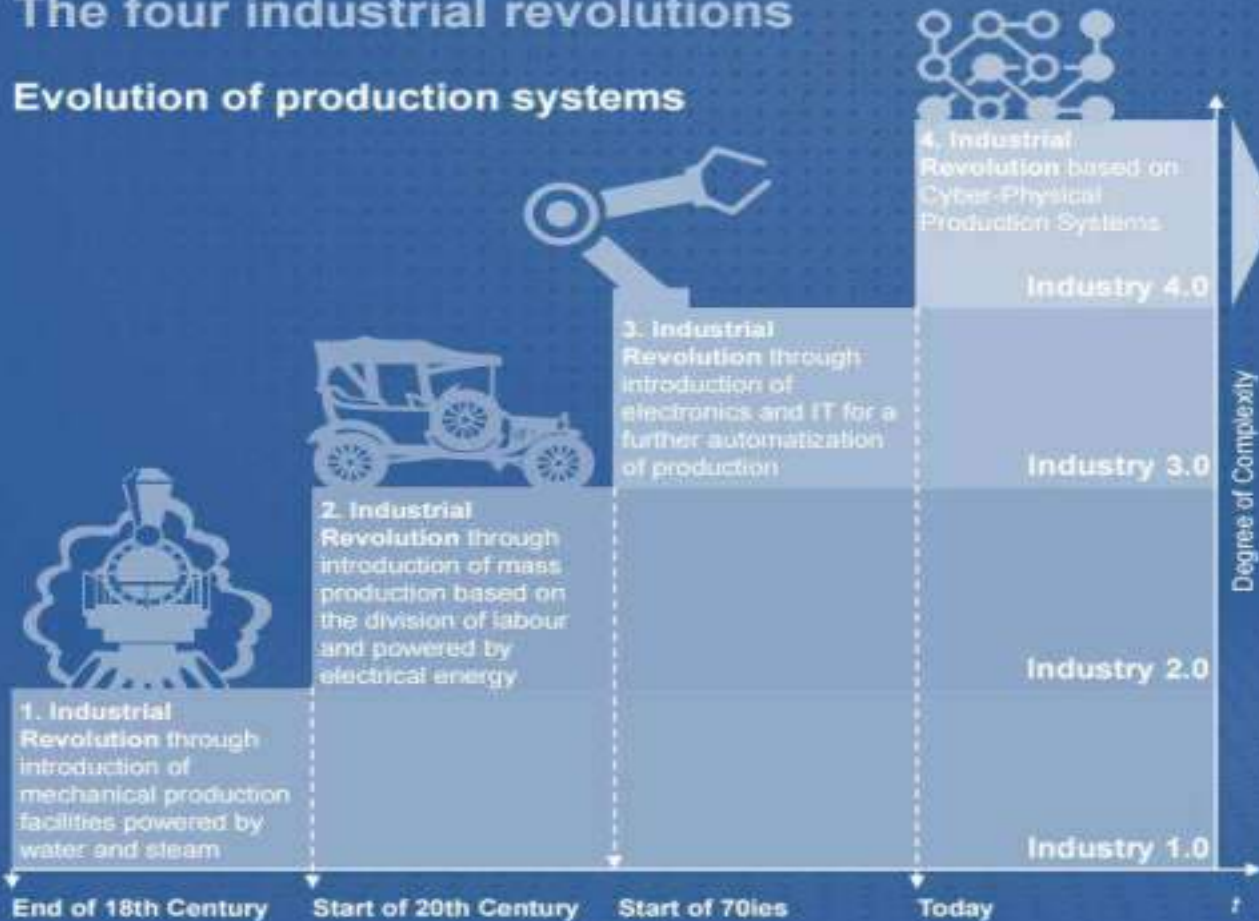 The four industrial revolutions
Evolution of production systems
4. Industrial
Revolution based on
Cyber-Physical
Production Systems
Industry 4.0
3. Industrial
Revolution through
introduction of
electronics and IT for a
further automatization
of production
Industry 3.0
2. Industrial
Revolution through
introduction of mass
production based on
the division of labour
and powered by
electrical energy
Industry 2.0
1. Industrial
Revolution through
introduction of
mechanical production
facilities powered by
water and steam
Industry 1.0
Degree of Complexity
End of 18th Century
Start of 20th Century
Start of 70ies
Today
t